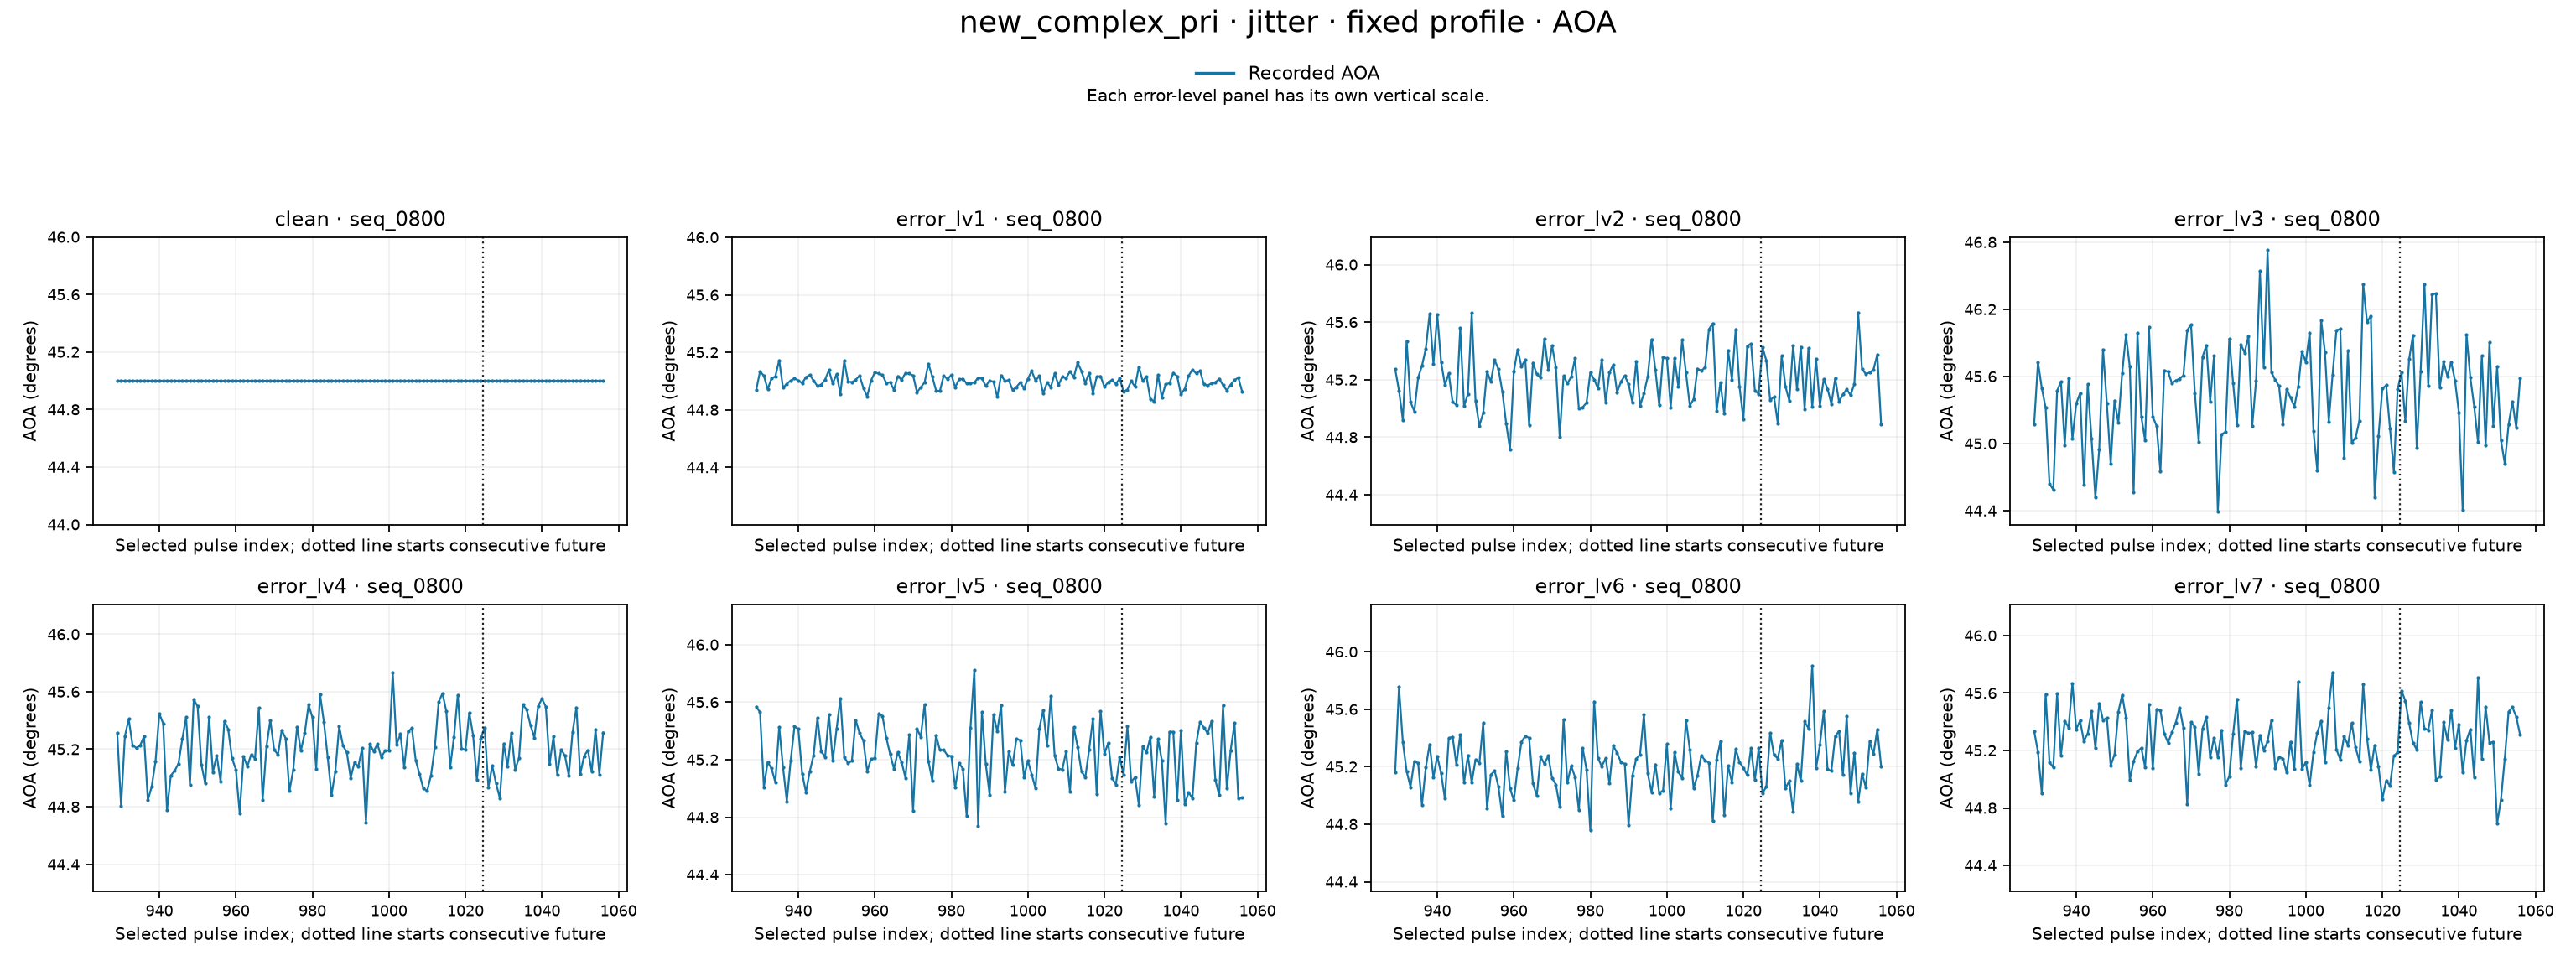 new_complex_pri · jitter · fixed profile · AOA
Recorded AOA
Each error-level panel has its own vertical scale.
clean · seq_0800
46.0
45.6
45.2
44.8
44.4
44.0
AOA (degrees)
Selected pulse index; dotted line starts consecutive future
error_lv1 · seq_0800
46.0
45.6
45.2
44.8
44.4
AOA (degrees)
Selected pulse index; dotted line starts consecutive future
error_lv2 · seq_0800
46.0
45.6
45.2
44.8
44.4
AOA (degrees)
Selected pulse index; dotted line starts consecutive future
error_lv3 · seq_0800
46.8
46.2
45.6
45.0
44.4
AOA (degrees)
Selected pulse index; dotted line starts consecutive future
error_lv4 · seq_0800
46.0
45.6
45.2
44.8
44.4
AOA (degrees)
940 960 980 1000 1020 1040 1060
Selected pulse index; dotted line starts consecutive future
error_lv5 · seq_0800
46.0
45.6
45.2
44.8
44.4
AOA (degrees)
940 960 980 1000 1020 1040 1060
Selected pulse index; dotted line starts consecutive future
error_lv6 · seq_0800
46.0
45.6
45.2
44.8
44.4
AOA (degrees)
940 960 980 1000 1020 1040 1060
Selected pulse index; dotted line starts consecutive future
error_lv7 · seq_0800
46.0
45.6
45.2
44.8
44.4
AOA (degrees)
940 960 980 1000 1020 1040 1060
Selected pulse index; dotted line starts consecutive future